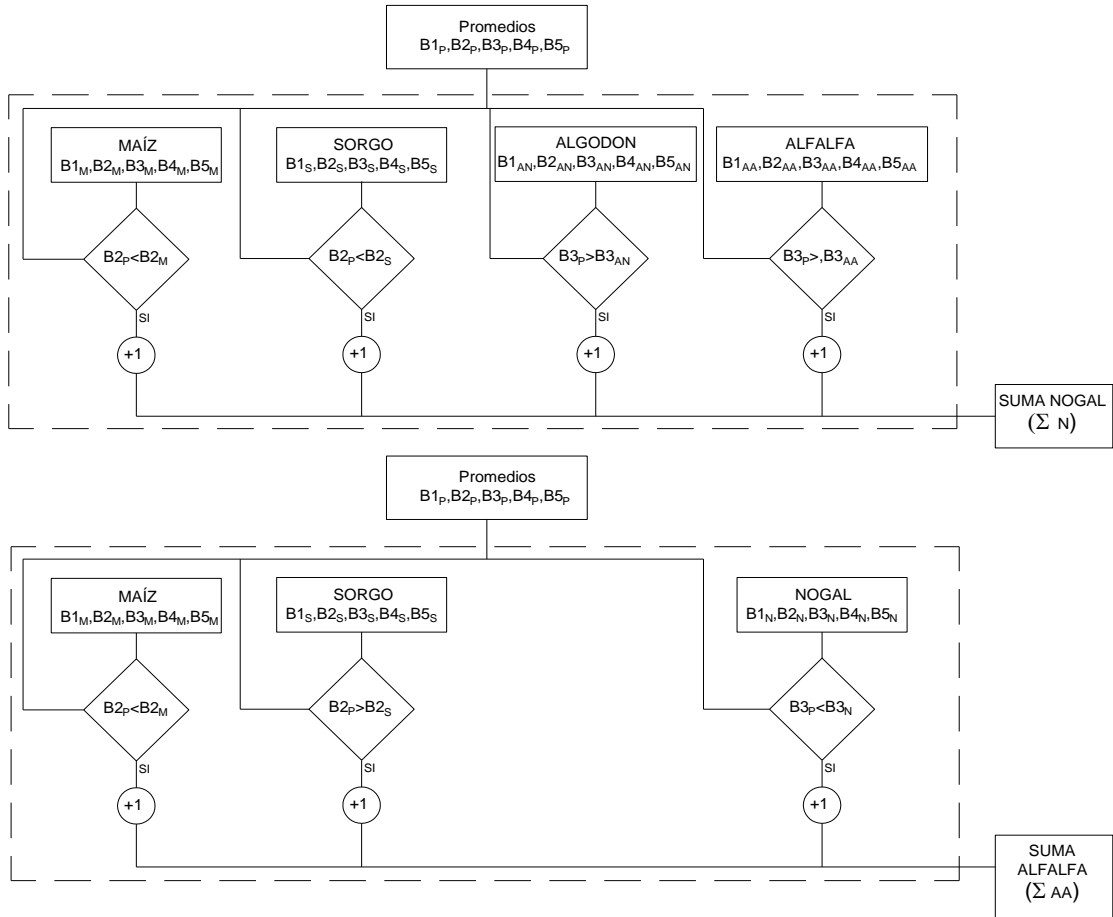 Promedios
B1P,B2P,B3P,B4P,B5P
MAÍZ
B1M,B2M,B3M,B4M,B5M
SORGO
B1S,B2S,B3S,B4S,B5S
ALGODON
B1AN,B2AN,B3AN,B4AN,B5AN
ALFALFA
B1AA,B2AA,B3AA,B4AA,B5AA
B2P<B2M
B2P<B2S
B3P>B3AN
B3P>,B3AA
SI
SI
SI
SI
+1
+1
+1
+1
SUMA NOGAL
(Σ N)
Promedios
B1P,B2P,B3P,B4P,B5P
MAÍZ
B1M,B2M,B3M,B4M,B5M
SORGO
B1S,B2S,B3S,B4S,B5S
NOGAL
B1N,B2N,B3N,B4N,B5N
B2P<B2M
B2P>B2S
B3P<B3N
SI
SI
SI
+1
+1
+1
SUMA
ALFALFA
(Σ AA)